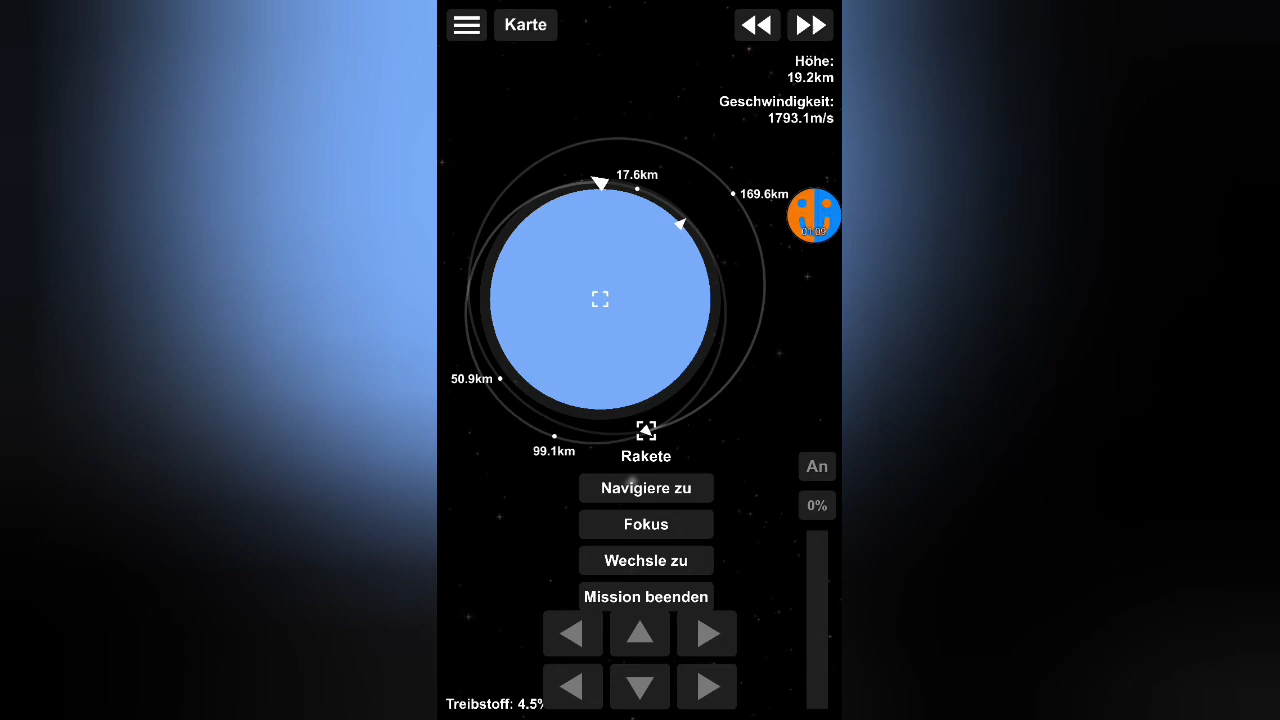 Karte
Höhe:
19.2km
Geschwindigkeit:
1793.1m/s
17.6km
169.6km
01:09
50.9km
99.1km
Rakete
Navigiere zu
Fokus
Wechsle zu
Mission beenden
An
0%
Treibstoff: 4.5%